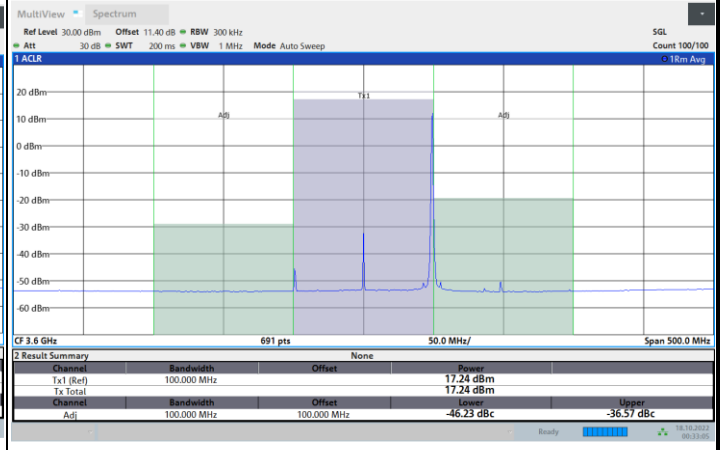 MultiView Spectrum
Ref Level 30.00 dBm Offset 11.40 dB RBW 300 kHz SGL
Att 30 dB SWT 200 ms VBW 1 MHz Mode Auto Sweep Count 100/100
1 ACLR 1Rm Avg
20 dBm
Tx1
10 dBm
Adj Adj
0 dBm
-10 dBm
-20 dBm
-30 dBm
-40 dBm
-50 dBm
-60 dBm
CF 3.6 GHz 691 pts 50.0 MHz/ Span 500.0 MHz
2 Result Summary None
Channel Bandwidth Offset Power
Tx1 (Ref) 100.000 MHz 17.24 dBm
Tx Total 17.24 dBm
Channel Bandwidth Offset Lower Upper
Adj 100.000 MHz 100.000 MHz -46.23 dBc -36.57 dBc
Ready 18.10.2022
00:33:05